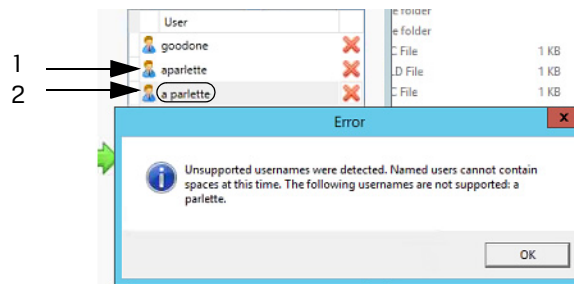 User
e folder
goodone
e folder
C File 1 KB
1
aparlette
LD File 1 KB
2
a parlette
C File 1 KB
Error
x
Unsupported usernames were detected. Named users cannot contain
spaces at this time. The following usernames are not supported: a
parlette.
OK